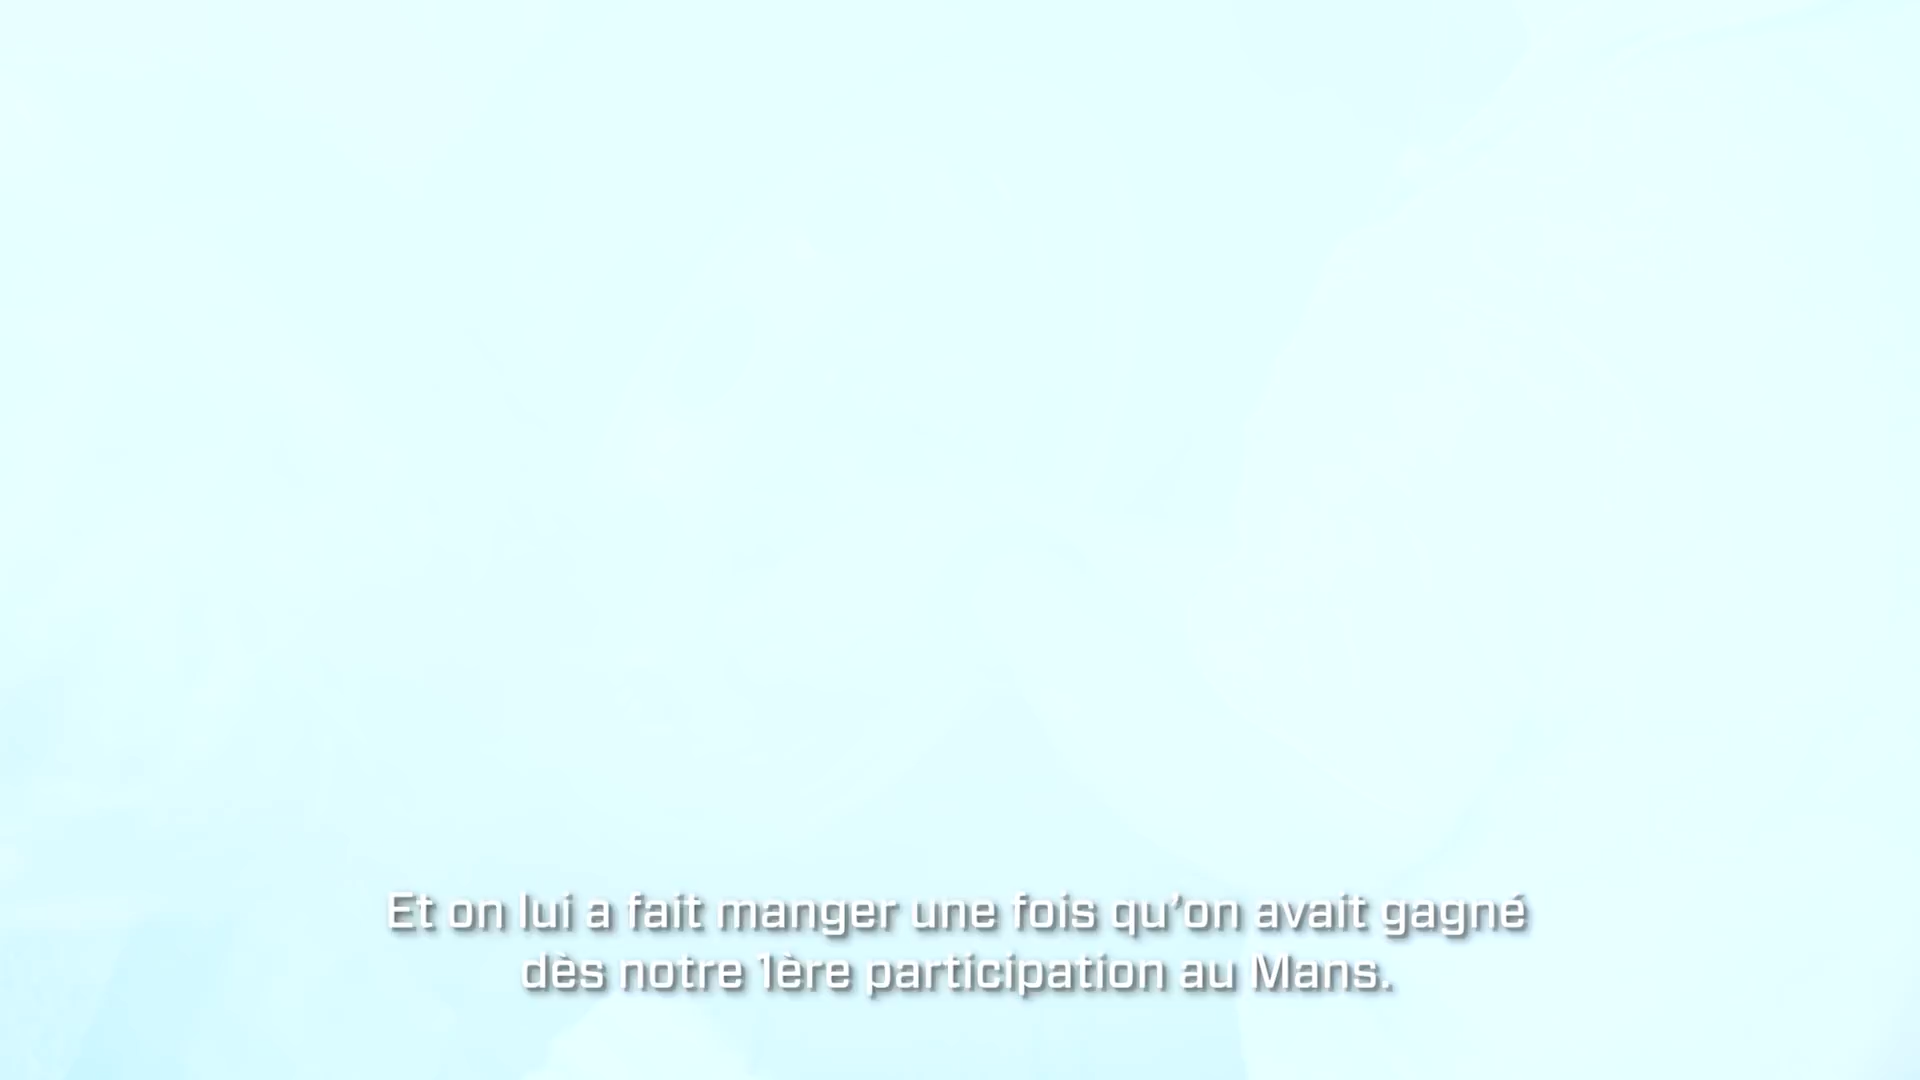 Et on lui a fait manger une fois qu’on avait gagné
dès notre 1ère participation au Mans.